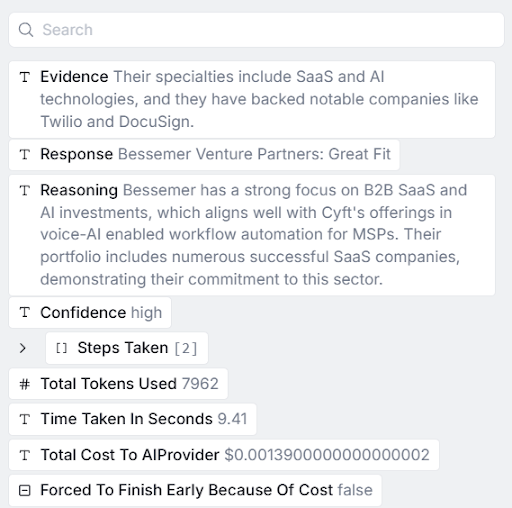 Search
T Evidence Their specialties include SaaS and AI
technologies, and they have backed notable companies like
Twilio and DocuSign.
T Response Bessemer Venture Partners: Great Fit
T Reasoning Bessemer has a strong focus on B2B SaaS and
AI investments, which aligns well with Cyft's offerings in
voice-AI enabled workflow automation for MSPs. Their
portfolio includes numerous successful SaaS companies,
demonstrating their commitment to this sector.
T Confidence high
[] Steps Taken [2]
# Total Tokens Used 7962
T Time Taken In Seconds 9.41
T Total Cost To AIProvider $0.0013900000000000002
Forced To Finish Early Because Of Cost false